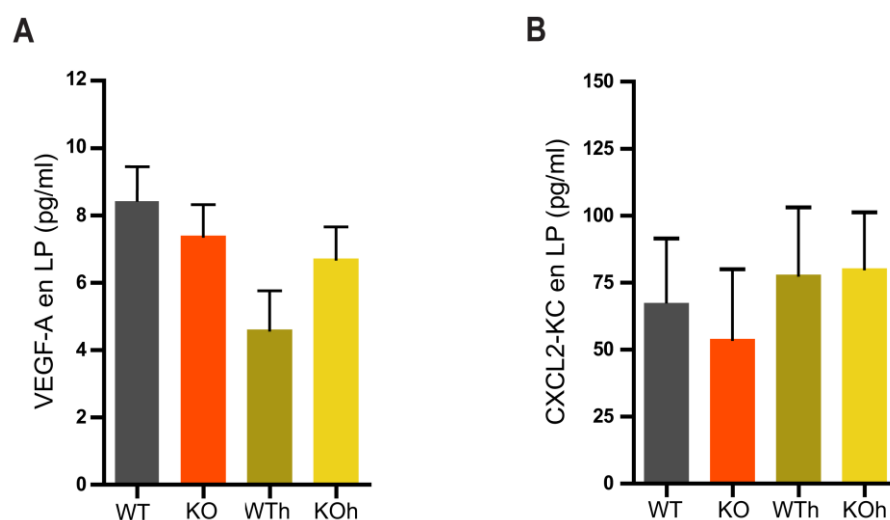 A
VEGF-A en LP (pg/ml)
12
10
8
6
4
2
0
WT KO WTh KOh
B
CXCL2-KC en LP (pg/ml)
150
125
100
75
50
25
0
WT KO WTh KOh